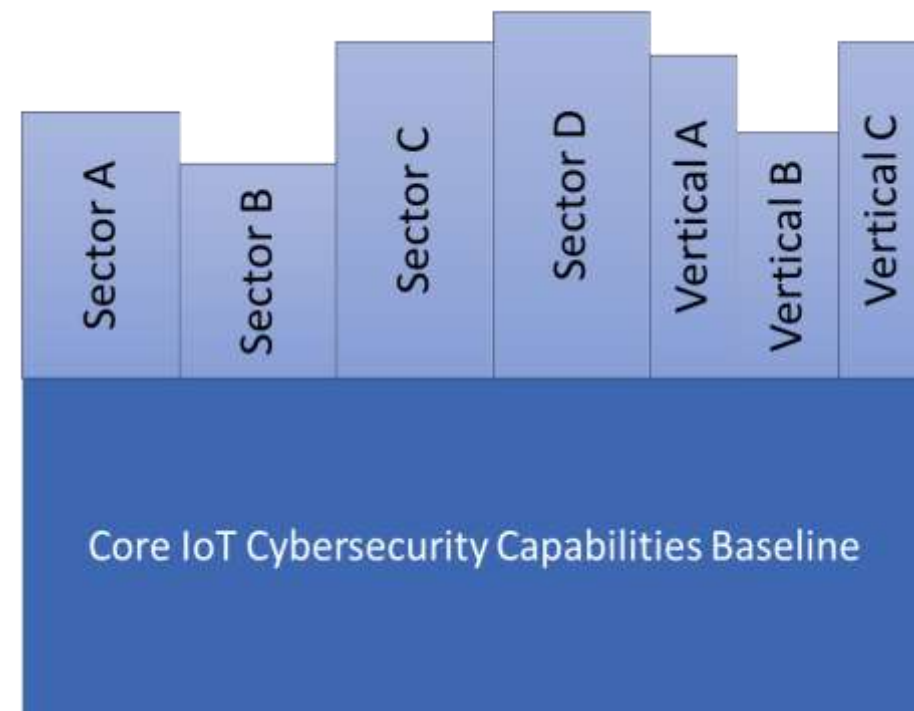 Sector A
Sector B
Sector C
Sector D
Vertical A
Vertical B
Vertical C
Core IoT Cybersecurity Capabilities Baseline